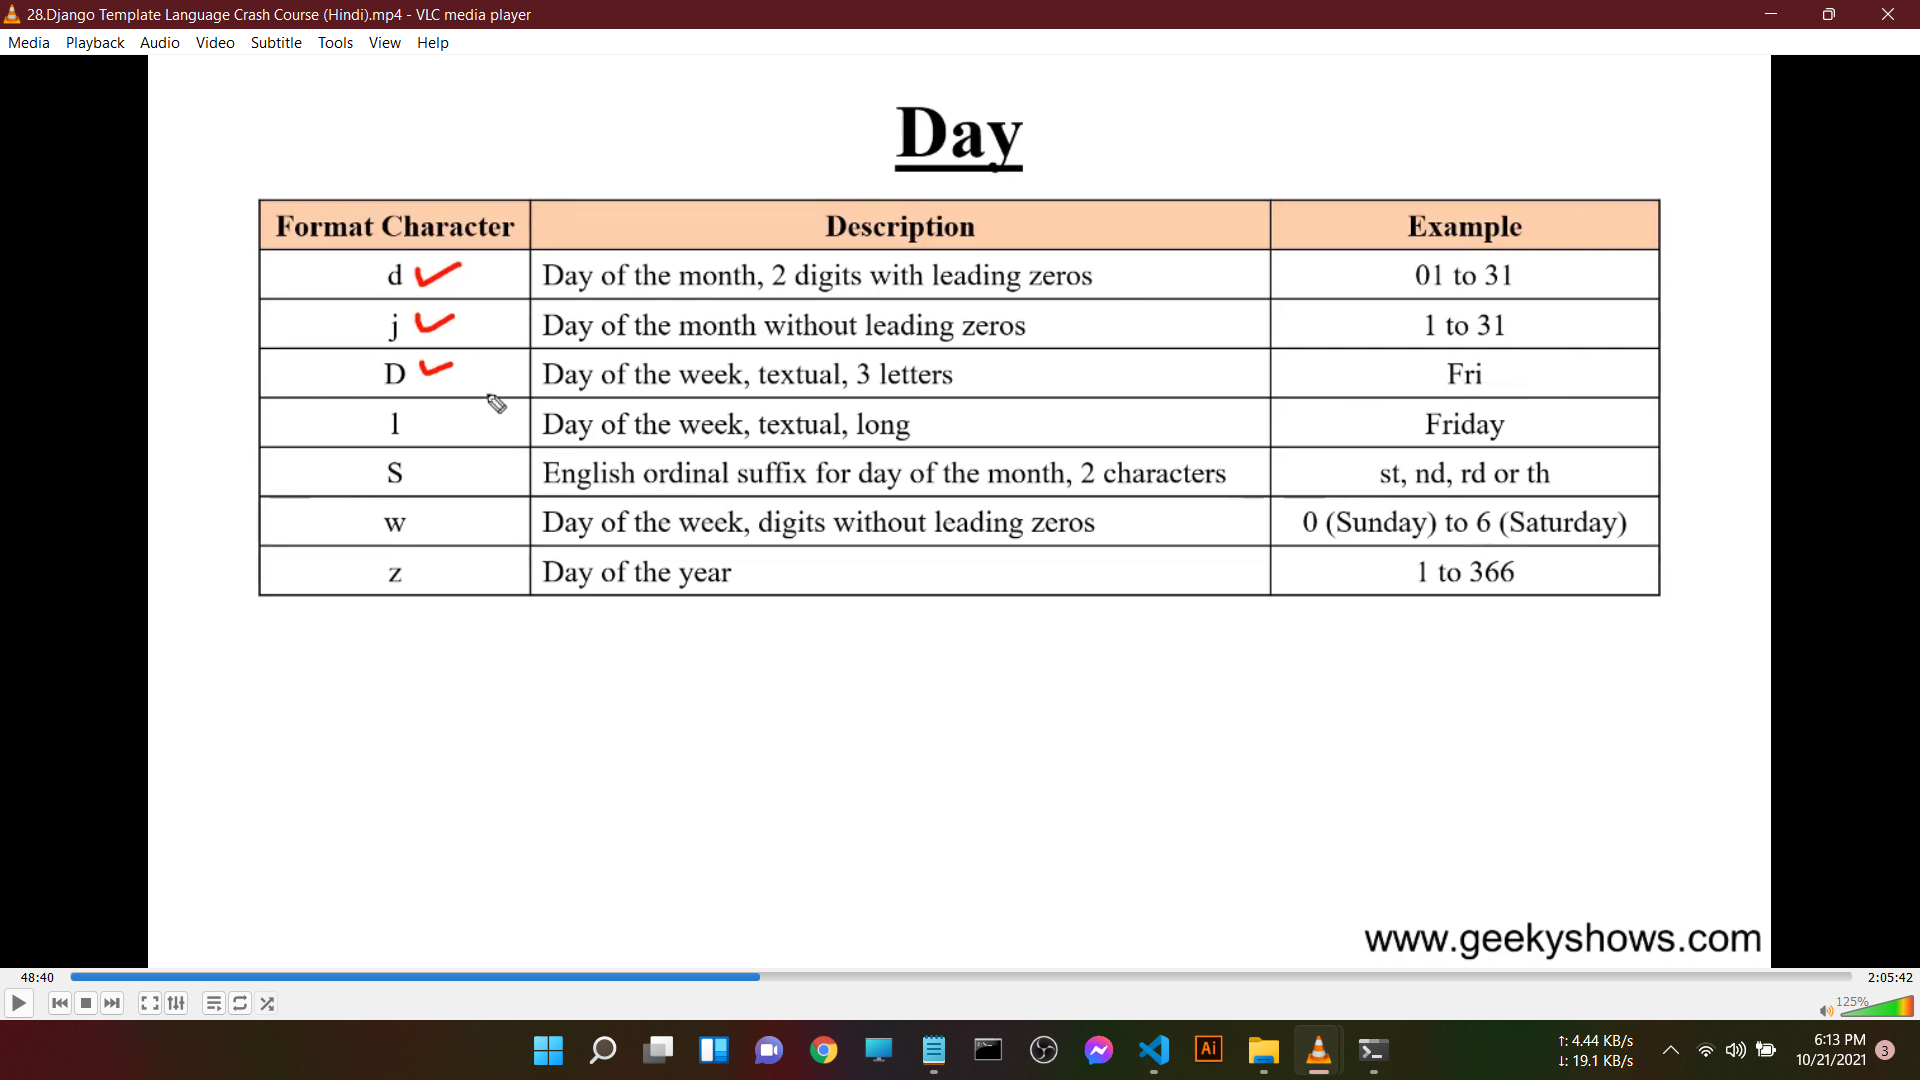 28.Django Template Language Crash Course (Hindi).mp4 - VLC media player
Media Playback Audio Video Subtitle Tools View Help
Day
Format Character Description Example
d Day of the month, 2 digits with leading zeros 01 to 31
j Day of the month without leading zeros 1 to 31
D Day of the week, textual, 3 letters Fri
l Day of the week, textual, long Friday
S English ordinal suffix for day of the month, 2 characters st, nd, rd or th
w Day of the week, digits without leading zeros 0 (Sunday) to 6 (Saturday)
z Day of the year 1 to 366
www.geekyshows.com
48:40 2:05:42
125%
Ai
↑: 4.44 KB/s 6:13 PM
↓: 19.1 KB/s 10/21/2021 3